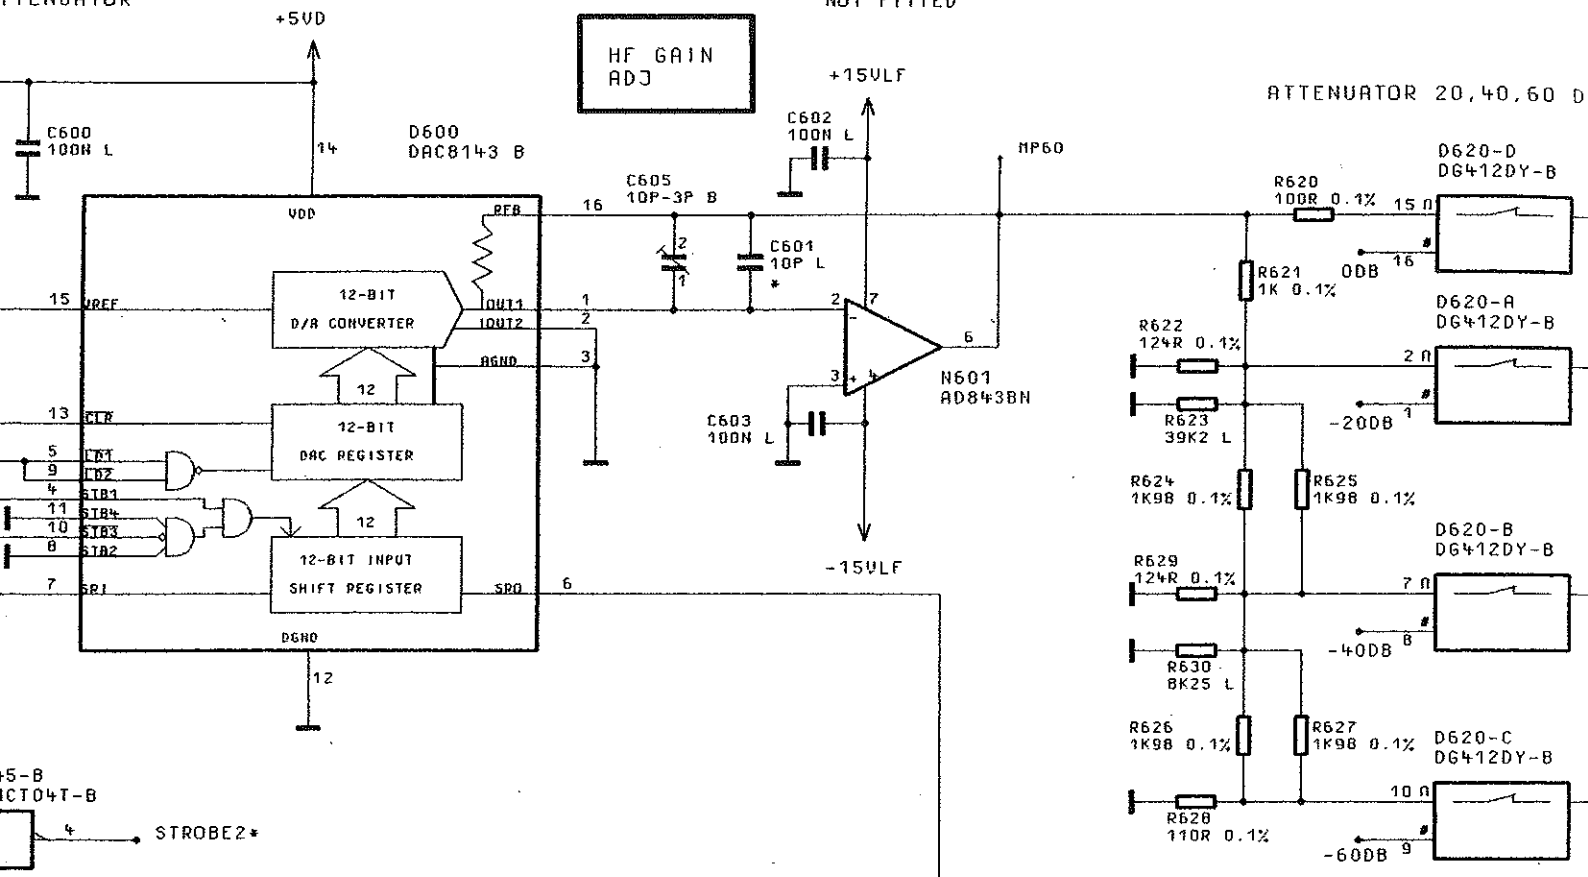 +5VD
HF GAIN
ADJ
+15VLF
ATTENUATOR 20,40,60 D
C600
100N L
14
D600
DAC8143 B
C602
100N L
MP60
D620-D
DG412DY-B
C605
10P-3P B
R620
100R 0.1%
15
VDD
RFB
16
2
1
C601
10P L
*
#
16
0DB
R621
1K 0.1%
15
VREF
12-BIT
D/A CONVERTER
OUT1
1
IOUT2
2
AGND
3
2
-
7
6
3
+
4
N601
AD843BN
D620-A
DG412DY-B
R622
124R 0.1%
2
#
1
-20DB
R623
39K2 L
12
13
CLR
12-BIT
DAC REGISTER
C603
100N L
5
LD1
9
LD2
4
STB1
11
STB4
10
STB3
8
STB2
12
R624
1K98 0.1%
R625
1K98 0.1%
D620-B
DG412DY-B
-15VLF
12-BIT INPUT
SHIFT REGISTER
7
SRI
SRO
6
R629
124R 0.1%
7
#
8
-40DB
R630
8K25 L
DGND
12
R626
1K98 0.1%
R627
1K98 0.1%
D620-C
DG412DY-B
10
#
9
-60DB
R628
110R 0.1%
45-B
HCT04T-B
4
STROBE2*